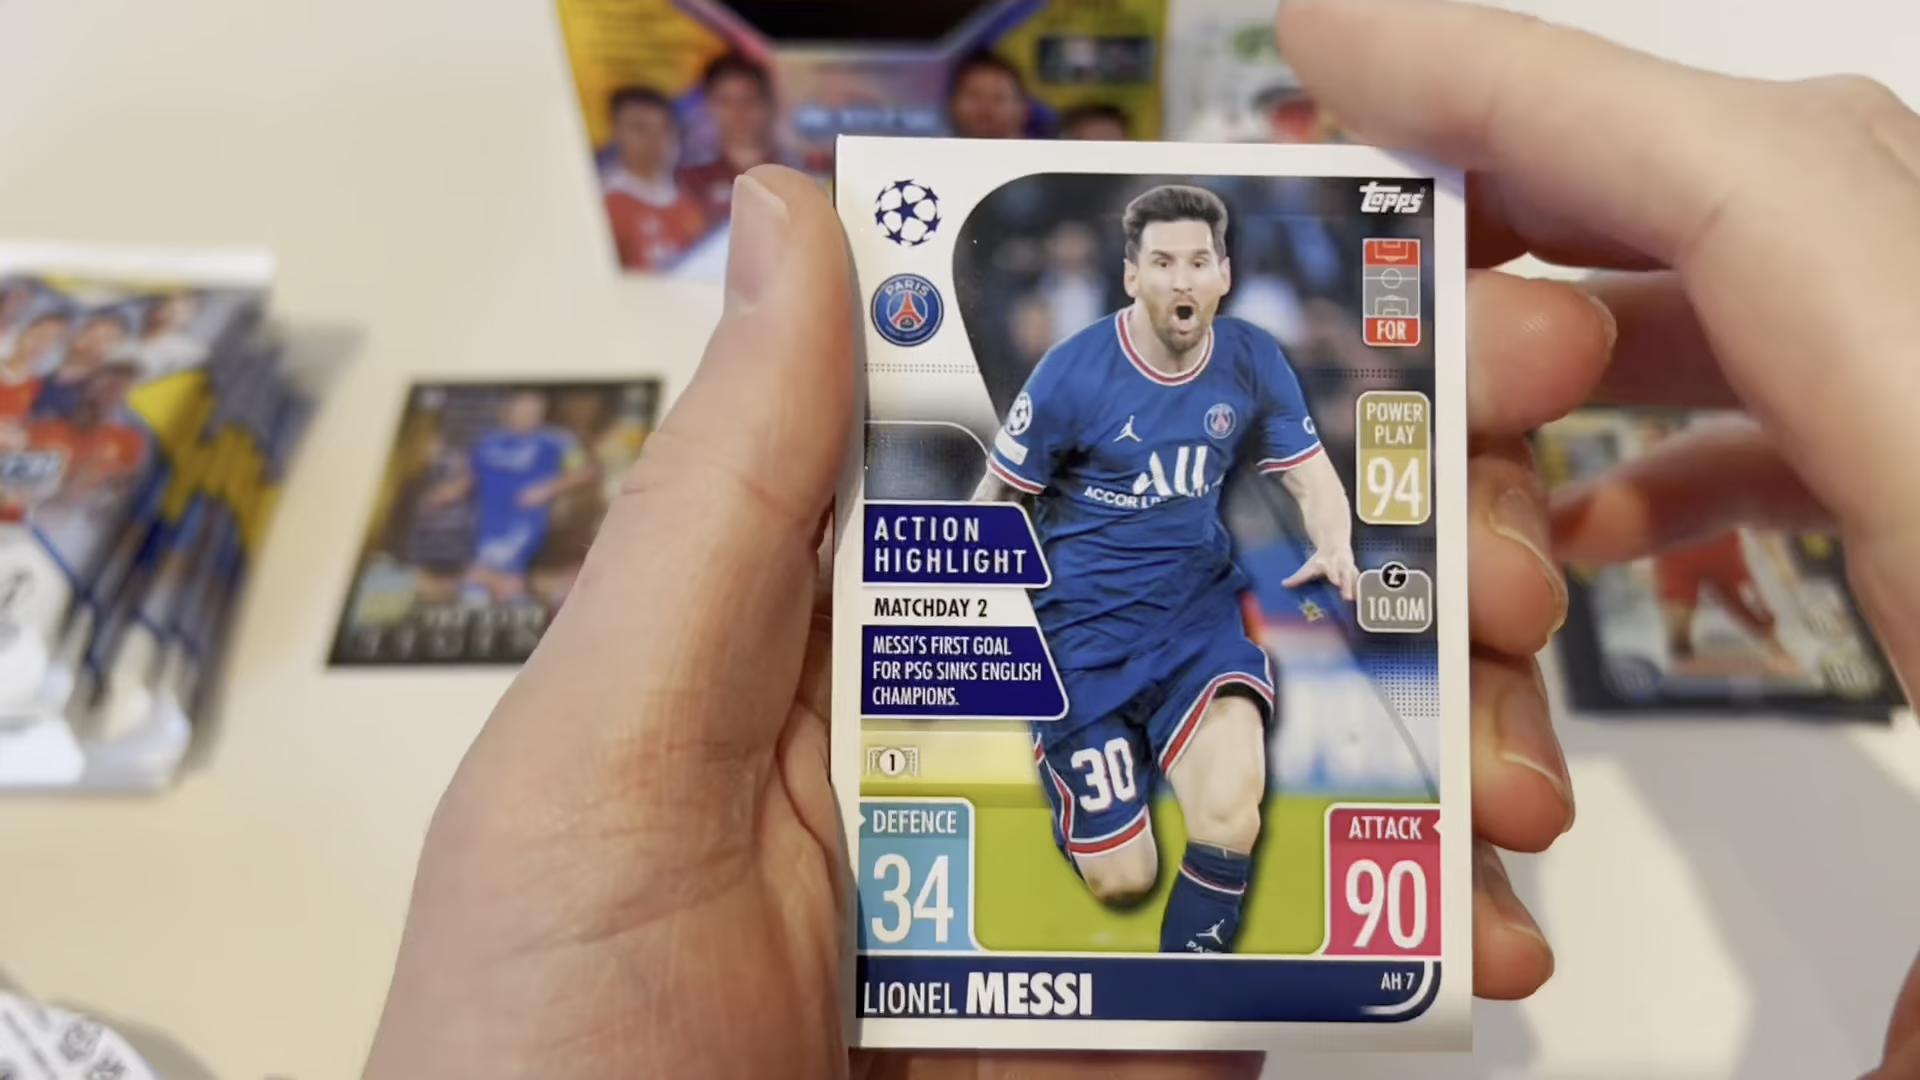 Topps
PARIS
FOR
POWER
PLAY
94
10.0M
ALL
ACCOR L
ACTION
HIGHLIGHT
MATCHDAY 2
MESSI'S FIRST GOAL
FOR PSG SINKS ENGLISH
CHAMPIONS.
1
30
DEFENCE
34
ATTACK
90
LIONEL MESSI
AH 7